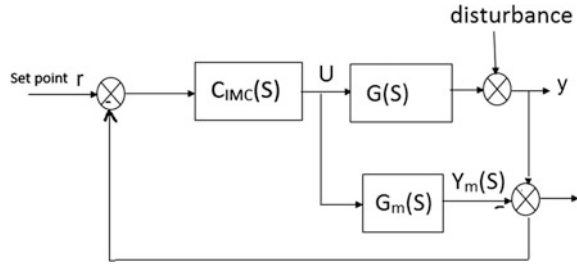 disturbance
Set point r
C_IMC(S)
U
G(S)
y
G_m(S)
Y_m(S)